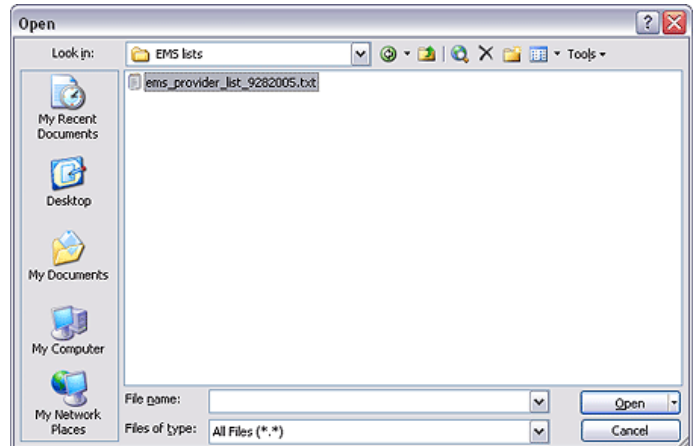 Open
Look in:
EMS lists
Tools
ems_provider_list_9282005.txt
My Recent
Documents
Desktop
My Documents
My Computer
My Network
Places
File name:
Open
Files of type:
All Files (*.*)
Cancel